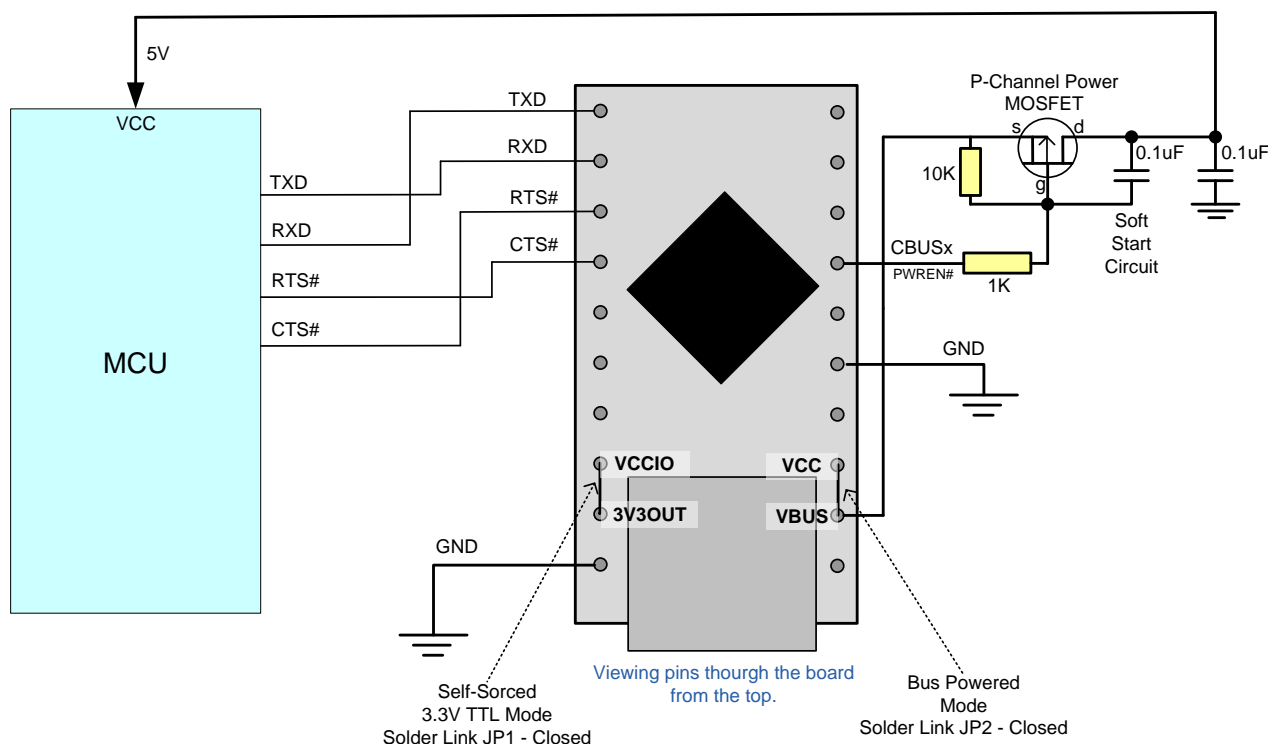 5V
VCC
MCU
TXD
RXD
RTS#
CTS#
TXD
RXD
RTS#
CTS#
VCCIO
3V3OUT
VCC
VBUS
GND
GND
CBUSx
PWREN#
1K
10K
P-Channel Power
MOSFET
s
d
g
0.1uF
0.1uF
Soft
Start
Circuit
Viewing pins thourgh the board
from the top.
Self-Sorced
3.3V TTL Mode
Solder Link JP1 - Closed
Bus Powered
Mode
Solder Link JP2 - Closed